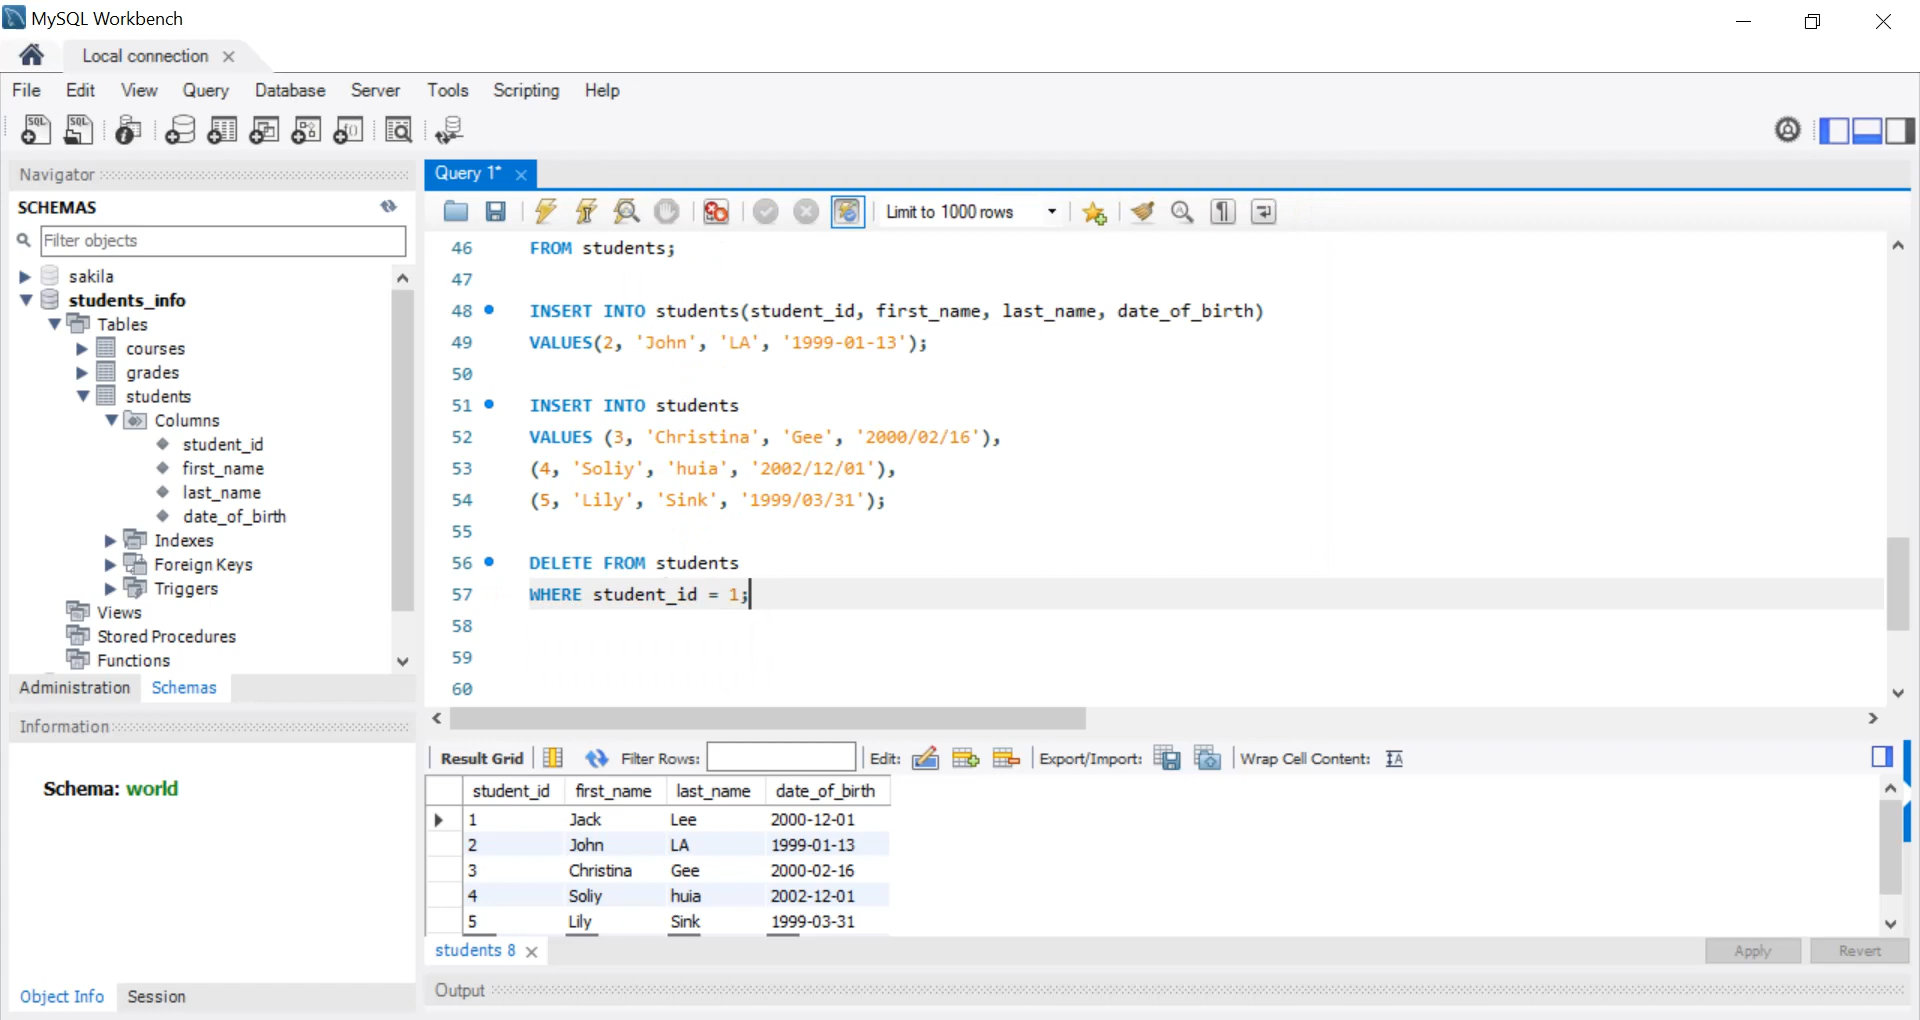 MySQL Workbench
Local connection
File Edit View Query Database Server Tools Scripting Help
Navigator
SCHEMAS
Filter objects
sakila
students_info
Tables
courses
grades
students
Columns
student_id
first_name
last_name
date_of_birth
Indexes
Foreign Keys
Triggers
Views
Stored Procedures
Functions
Administration Schemas
Information
Schema: world
Object Info Session
Query 1*
Limit to 1000 rows
46 FROM students;
47
48 INSERT INTO students(student_id, first_name, last_name, date_of_birth)
49 VALUES(2, 'John', 'LA', '1999-01-13');
50
51 INSERT INTO students
52 VALUES (3, 'Christina', 'Gee', '2000/02/16'),
53 (4, 'Soliy', 'huia', '2002/12/01'),
54 (5, 'Lily', 'Sink', '1999/03/31');
55
56 DELETE FROM students
57 WHERE student_id = 1;
58
59
60
Result Grid Filter Rows: Edit: Export/Import: Wrap Cell Content:
student_id first_name last_name date_of_birth
1 Jack Lee 2000-12-01
2 John LA 1999-01-13
3 Christina Gee 2000-02-16
4 Soliy huia 2002-12-01
5 Lily Sink 1999-03-31
students 8
Apply Revert
Output